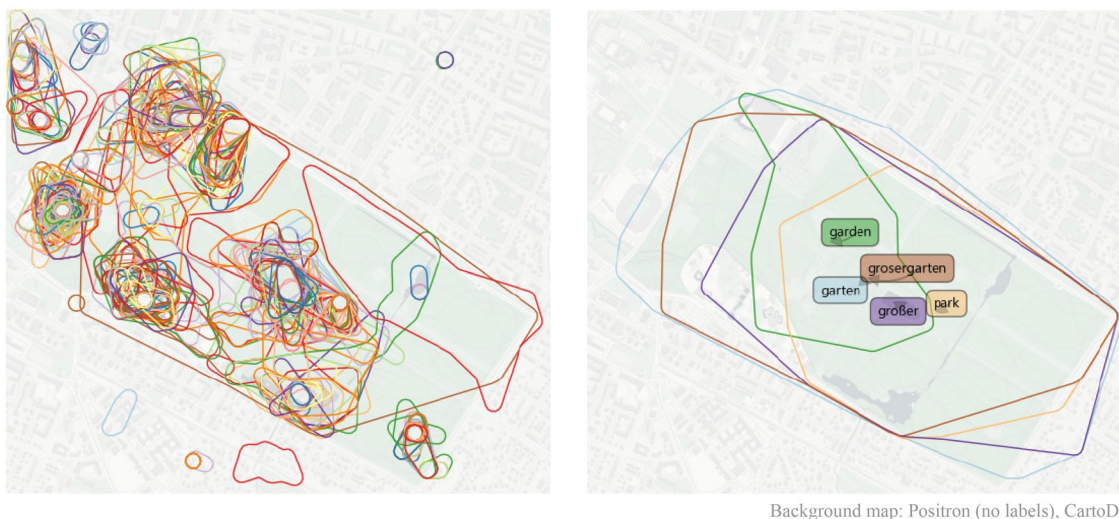 garden
grosergarten
garten
großer
park
Background map: Positron (no labels), CartoD